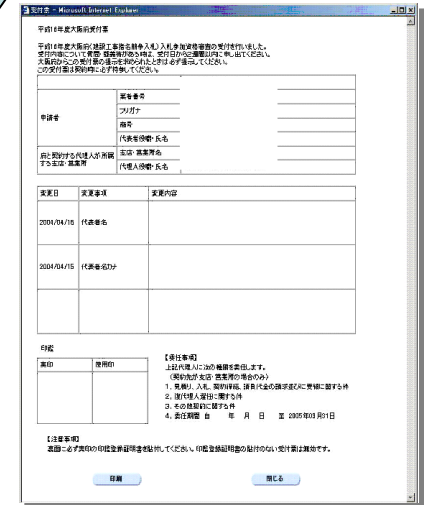 受付票 - Microsoft Internet Explorer
平成16年度大阪府受付票
平成16年度大阪府(建設工事指名競争入札)入札参加資格審査の受付を行いました。
受付内容について質問・疑義等がある時は、受付日から2週間以内に申し出てください。
大阪府からこの受付票の提示を求められたときは必ず提示してください。
この受付票は契約時に必ず持参してください。
申請者
業者番号
フリガナ
商号
代表者役職・氏名
府と契約する代理人が所属する支店・営業所
支店・営業所名
代理人役職・氏名
変更日 変更事項 変更内容
2004/04/15 代表者名
2004/04/15 代表者名カナ
印鑑
実印 使用印
【委任事項】
上記代理人に次の権限を委任します。
(契約先が支店・営業所の場合のみ)
1, 見積り、入札、契約締結、請負代金の請求並びに受領に関する件
2, 復代理人選任に関する件
3, その他契約に関する件
4, 委任期間 自 年 月 日 至 2005年03月31日
【注意事項】
裏面に必ず実印の印鑑登録証明書を貼付してください。印鑑登録証明書の貼付のない受付票は無効です。
印刷 閉じる